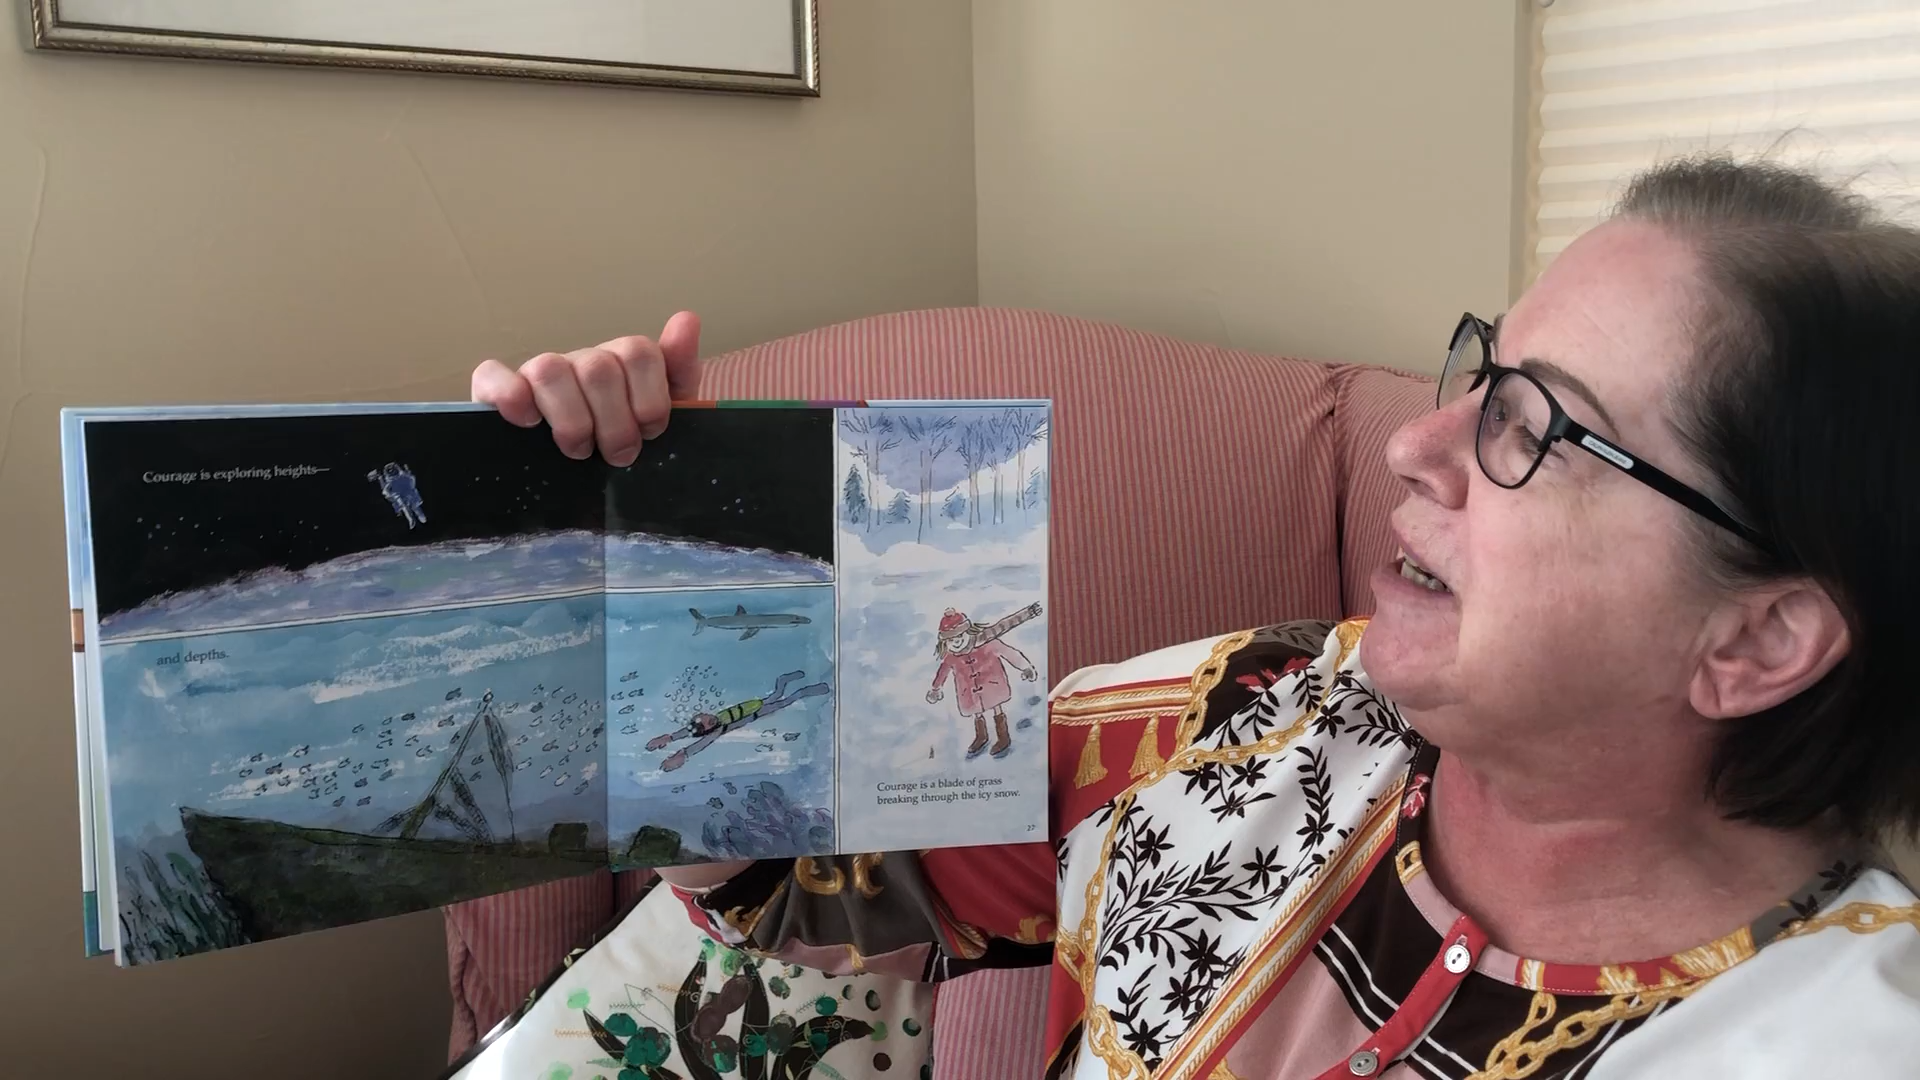 Courage is exploring heights—
and depths.
Courage is a blade of grass
breaking through the icy snow.
27